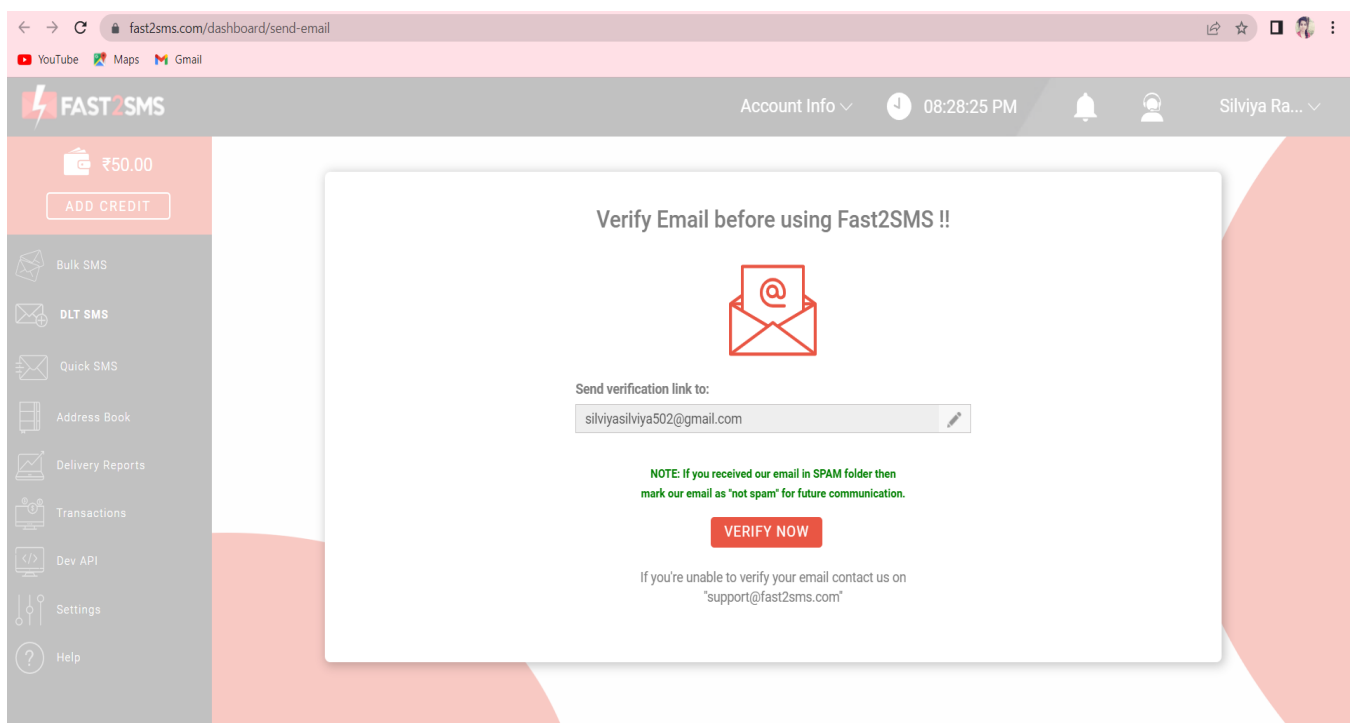 fast2sms.com/dashboard/send-email
YouTube Maps Gmail
FAST2SMS Account Info 08:28:25 PM Silviya Ra...
₹50.00
ADD CREDIT
Bulk SMS
DLT SMS
Quick SMS
Address Book
Delivery Reports
Transactions
Dev API
Settings
Help
Verify Email before using Fast2SMS !!
@
Send verification link to:
silviyasilviya502@gmail.com
NOTE: If you received our email in SPAM folder then
mark our email as "not spam" for future communication.
VERIFY NOW
If you're unable to verify your email contact us on
"support@fast2sms.com"